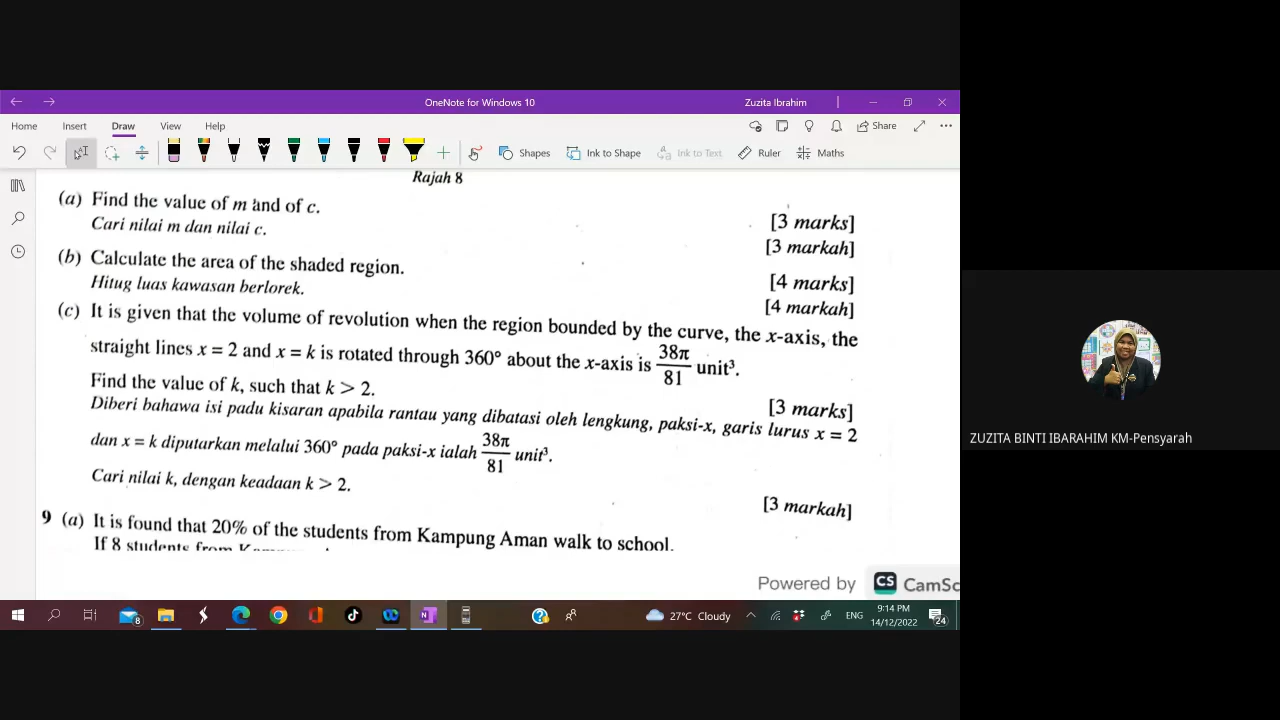 OneNote for Windows 10
Zuzita Ibrahim
Home Insert Draw View Help
Share
Shapes Ink to Shape Ink to Text Ruler Maths
Rajah 8
(a) Find the value of m and of c. [3 marks]
Cari nilai m dan nilai c. [3 markah]
(b) Calculate the area of the shaded region. [4 marks]
Hitug luas kawasan berlorek. [4 markah]
(c) It is given that the volume of revolution when the region bounded by the curve, the x-axis, the
straight lines x = 2 and x = k is rotated through 360° about the x-axis is 38π/81 unit³.
Find the value of k, such that k > 2. [3 marks]
Diberi bahawa isi padu kisaran apabila rantau yang dibatasi oleh lengkung, paksi-x, garis lurus x = 2
dan x = k diputarkan melalui 360° pada paksi-x ialah 38π/81 unit³.
Cari nilai k, dengan keadaan k > 2. [3 markah]
9 (a) It is found that 20% of the students from Kampung Aman walk to school.
If 8 students from
Powered by CS CamSc
ZUZITA BINTI IBARAHIM KM-Pensyarah
8
27°C Cloudy
ENG
9:14 PM
14/12/2022
24